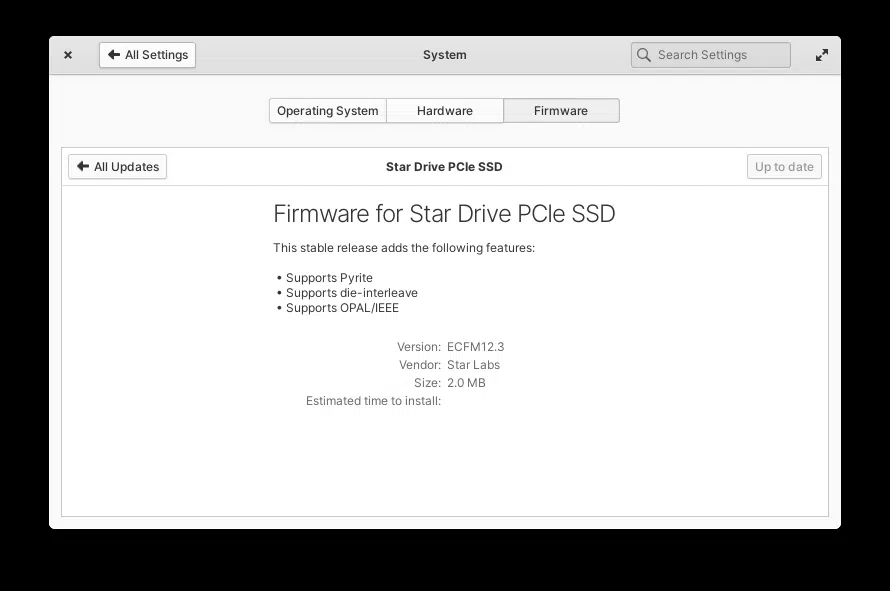 All Settings
System
Search Settings
Operating System
Hardware
Firmware
All Updates
Star Drive PCIe SSD
Up to date
Firmware for Star Drive PCIe SSD
This stable release adds the following features:
• Supports Pyrite
• Supports die-interleave
• Supports OPAL/IEEE
Version: ECFM12.3
Vendor: Star Labs
Size: 2.0 MB
Estimated time to install: